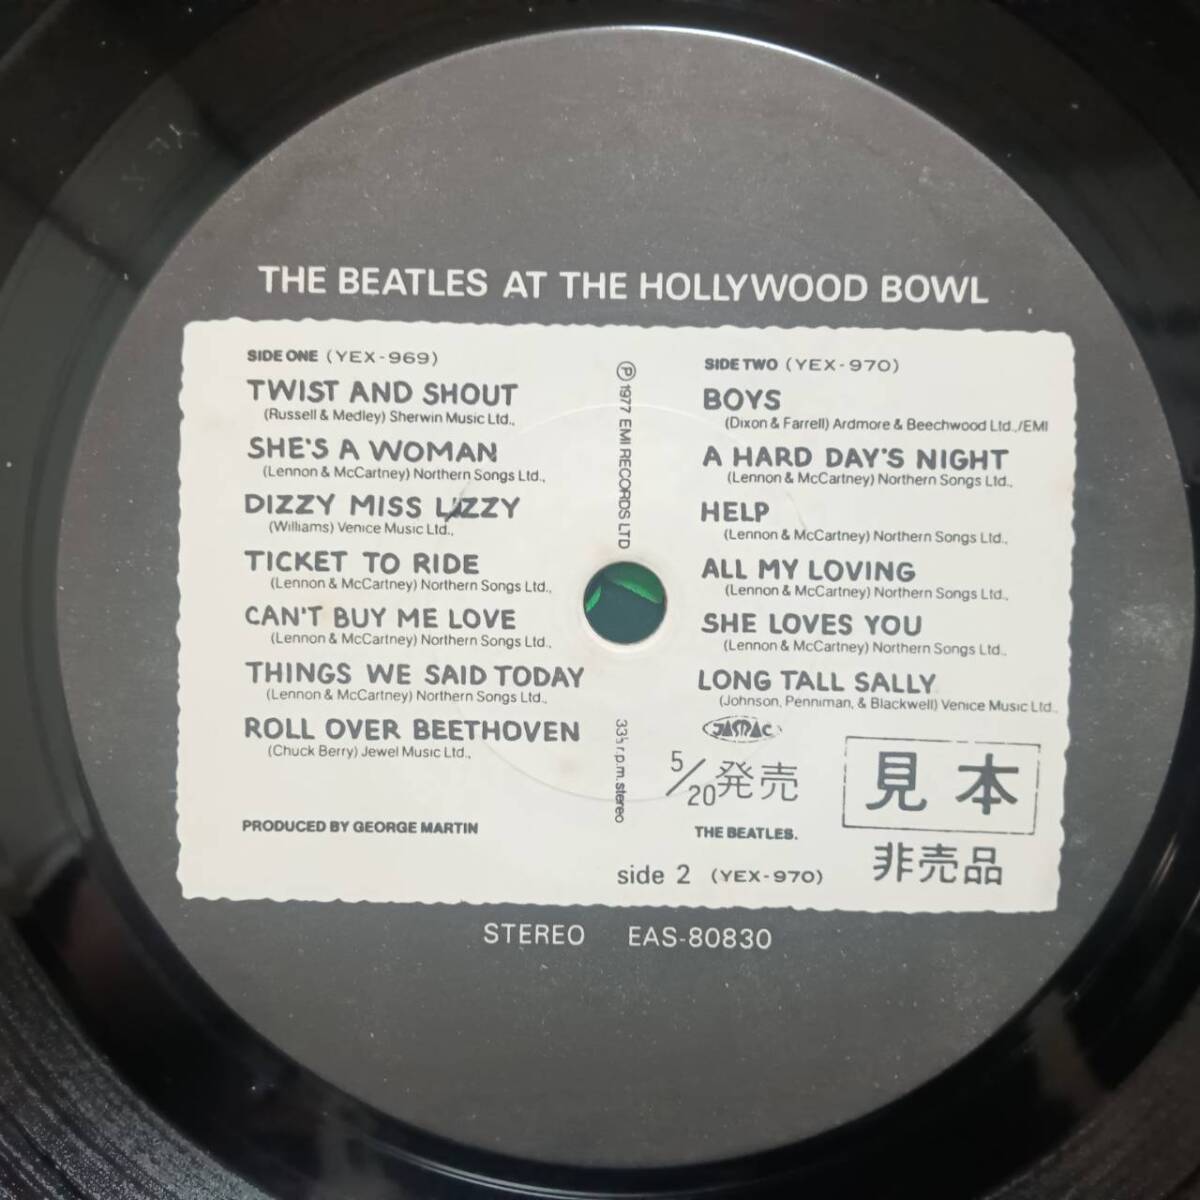 THE BEATLES AT THE HOLLYWOOD BOWL
SIDE ONE (YEX-969)
TWIST AND SHOUT
(Russell & Medley) Sherwin Music Ltd.,
SHE'S A WOMAN
(Lennon & McCartney) Northern Songs Ltd.,
DIZZY MISS LIZZY
(Williams) Venice Music Ltd.,
TICKET TO RIDE
(Lennon & McCartney) Northern Songs Ltd.,
CAN'T BUY ME LOVE
(Lennon & McCartney) Northern Songs Ltd.,
THINGS WE SAID TODAY
(Lennon & McCartney) Northern Songs Ltd.,
ROLL OVER BEETHOVEN
(Chuck Berry) Jewel Music Ltd.,
PRODUCED BY GEORGE MARTIN
Ⓟ 1977 EMI RECORDS LTD
33⅓ r.p.m. stereo
SIDE TWO (YEX-970)
BOYS
(Dixon & Farrell) Ardmore & Beechwood Ltd.,/EMI
A HARD DAY'S NIGHT
(Lennon & McCartney) Northern Songs Ltd.,
HELP
(Lennon & McCartney) Northern Songs Ltd.,
ALL MY LOVING
(Lennon & McCartney) Northern Songs Ltd.,
SHE LOVES YOU
(Lennon & McCartney) Northern Songs Ltd.,
LONG TALL SALLY
(Johnson, Penniman, & Blackwell) Venice Music Ltd.
JASRAC
5/20発売
見本
THE BEATLES.
非売品
side 2 (YEX-970)
STEREO EAS-80830